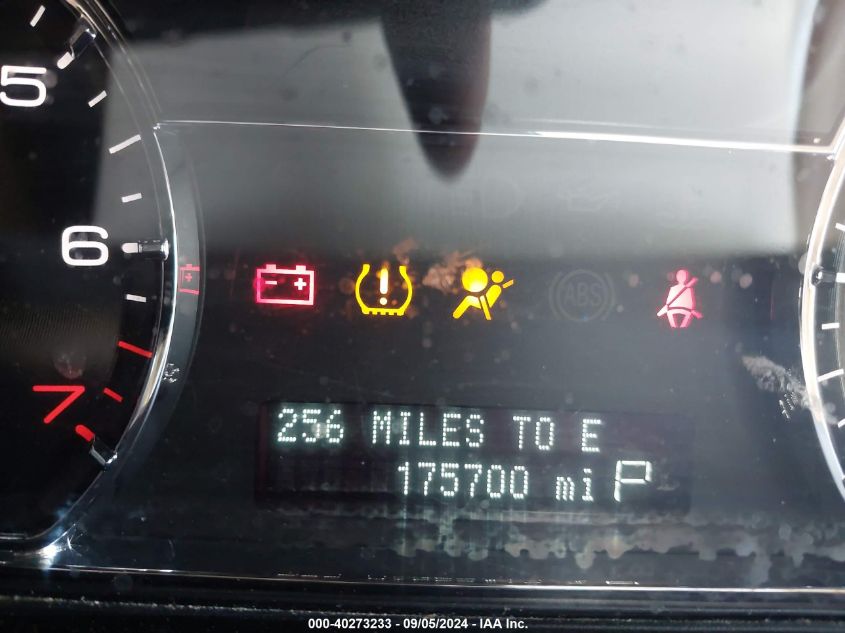 5
6
7
ABS
256 MILES TO E
175700 mi P
000-40273233 - 09/05/2024 - IAA Inc.